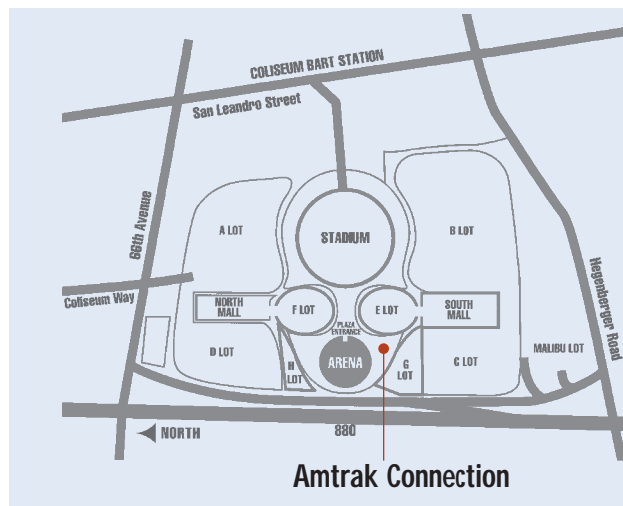 COLISEUM BART STATION
San Leandro Street
66th Avenue
A LOT
STADIUM
B LOT
Hegenberger Road
Coliseum Way
NORTH
MALL
F LOT
E LOT
SOUTH
MALL
PLAZA
ENTRANCE
D LOT
H
LOT
ARENA
G
LOT
C LOT
MALIBU LOT
NORTH
880
Amtrak Connection